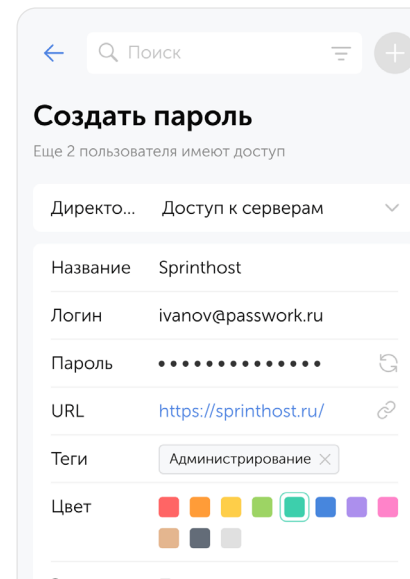 Поиск
Создать пароль
Еще 2 пользователя имеют доступ
Директо... Доступ к серверам
Название Sprinthost
Логин ivanov@passwork.ru
Пароль ••••••••••••••
URL https://sprinthost.ru/
Теги Администрирование
Цвет